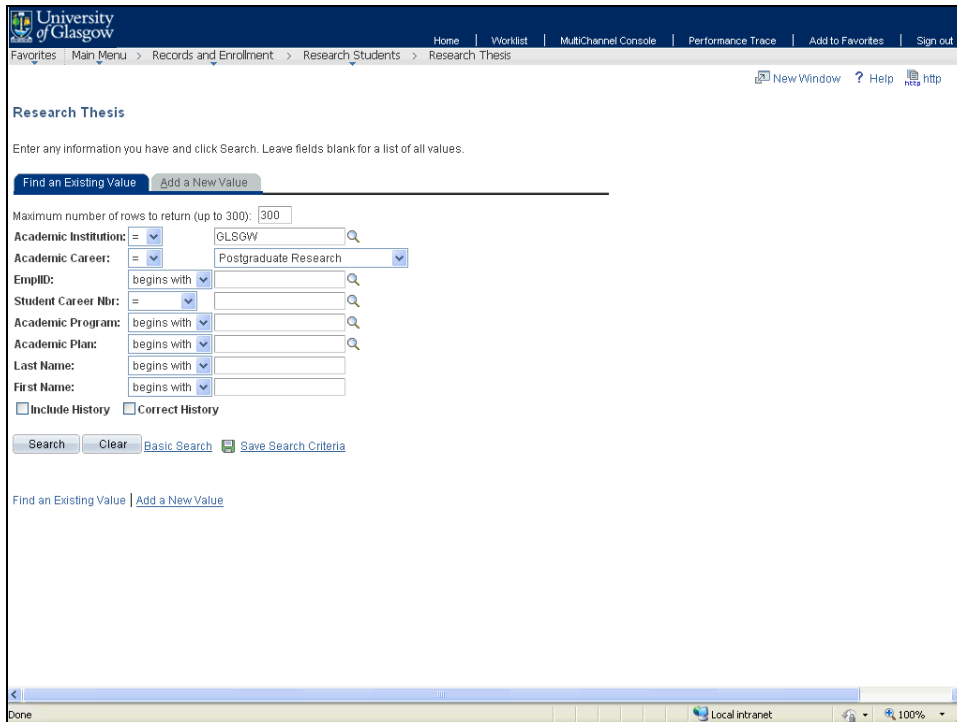 University
of Glasgow
Home | Worklist | MultiChannel Console | Performance Trace | Add to Favorites | Sign out
Favorites Main Menu > Records and Enrollment > Research Students > Research Thesis
New Window ? Help http
Research Thesis
Enter any information you have and click Search. Leave fields blank for a list of all values.
Find an Existing Value Add a New Value
Maximum number of rows to return (up to 300): 300
Academic Institution: = GLSGW
Academic Career: = Postgraduate Research
EmplID: begins with
Student Career Nbr: =
Academic Program: begins with
Academic Plan: begins with
Last Name: begins with
First Name: begins with
Include History Correct History
Search Clear Basic Search Save Search Criteria
Find an Existing Value | Add a New Value
Done Local intranet 100%